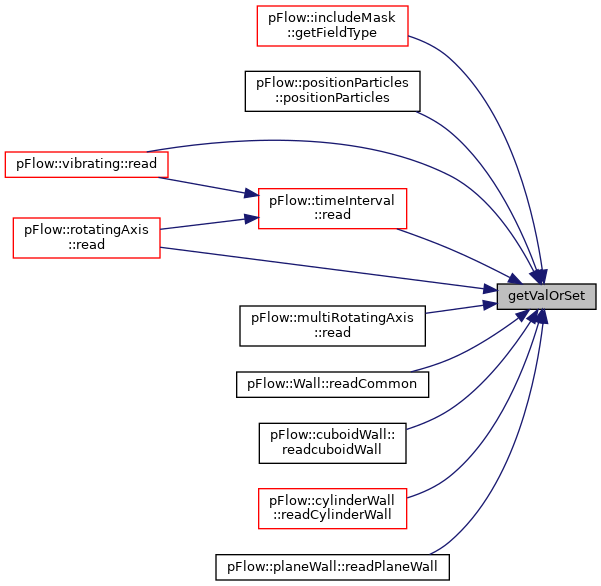 pFlow::includeMask
::getFieldType
pFlow::positionParticles
::positionParticles
pFlow::vibrating::read
pFlow::timeInterval
::read
pFlow::rotatingAxis
::read
getValOrSet
pFlow::multiRotatingAxis
::read
pFlow::Wall::readCommon
pFlow::cuboidWall::
readcuboidWall
pFlow::cylinderWall
::readCylinderWall
pFlow::planeWall::readPlaneWall